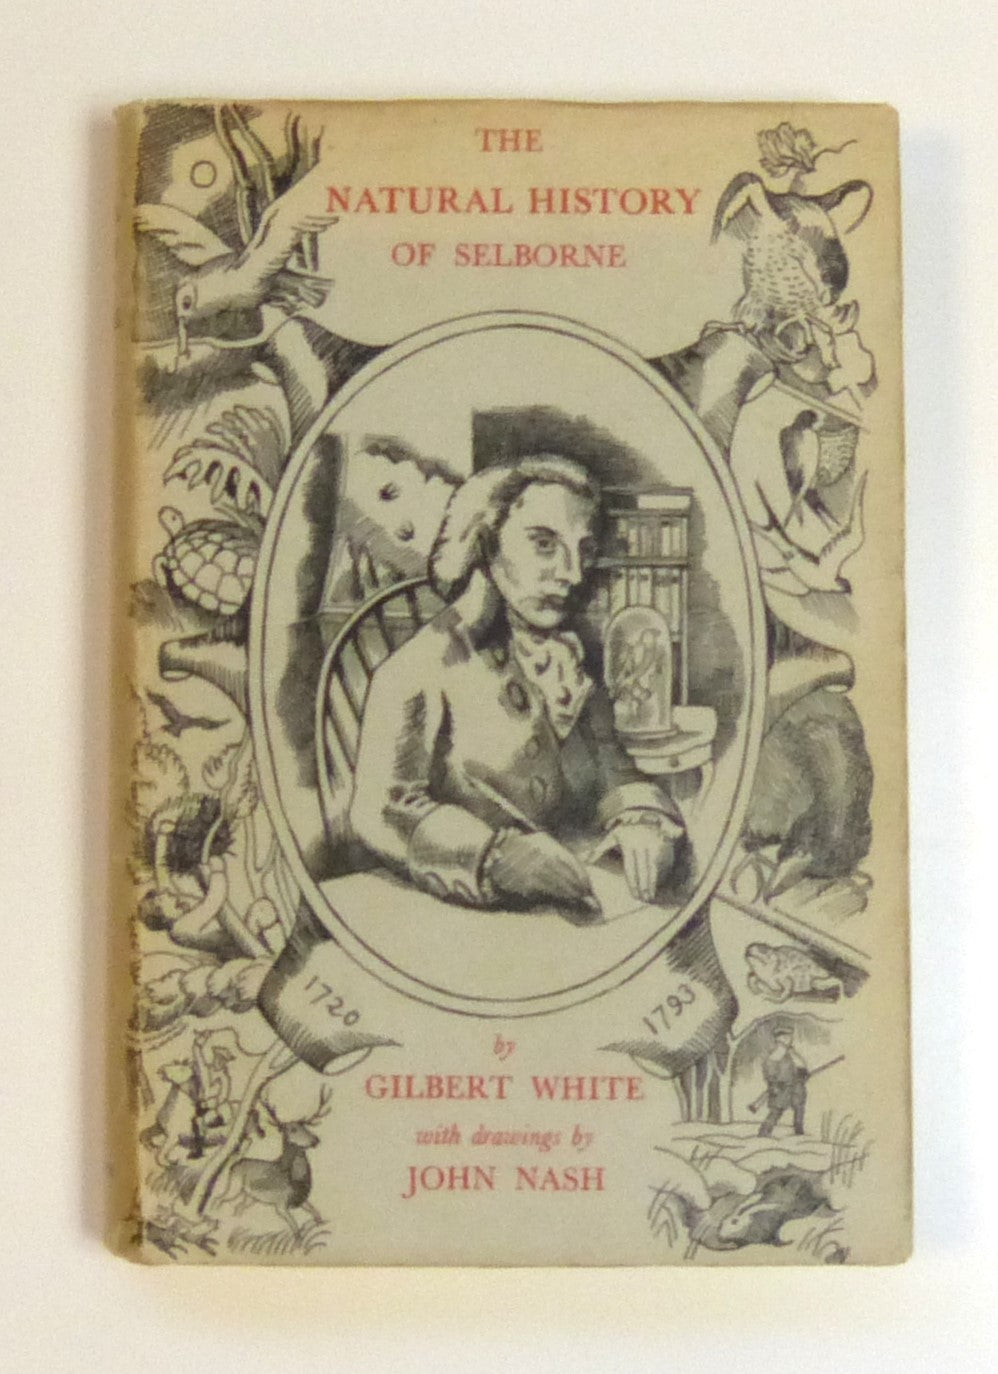 THE
NATURAL HISTORY
OF SELBORNE
1720
1793
by
GILBERT WHITE
with drawings by
JOHN NASH